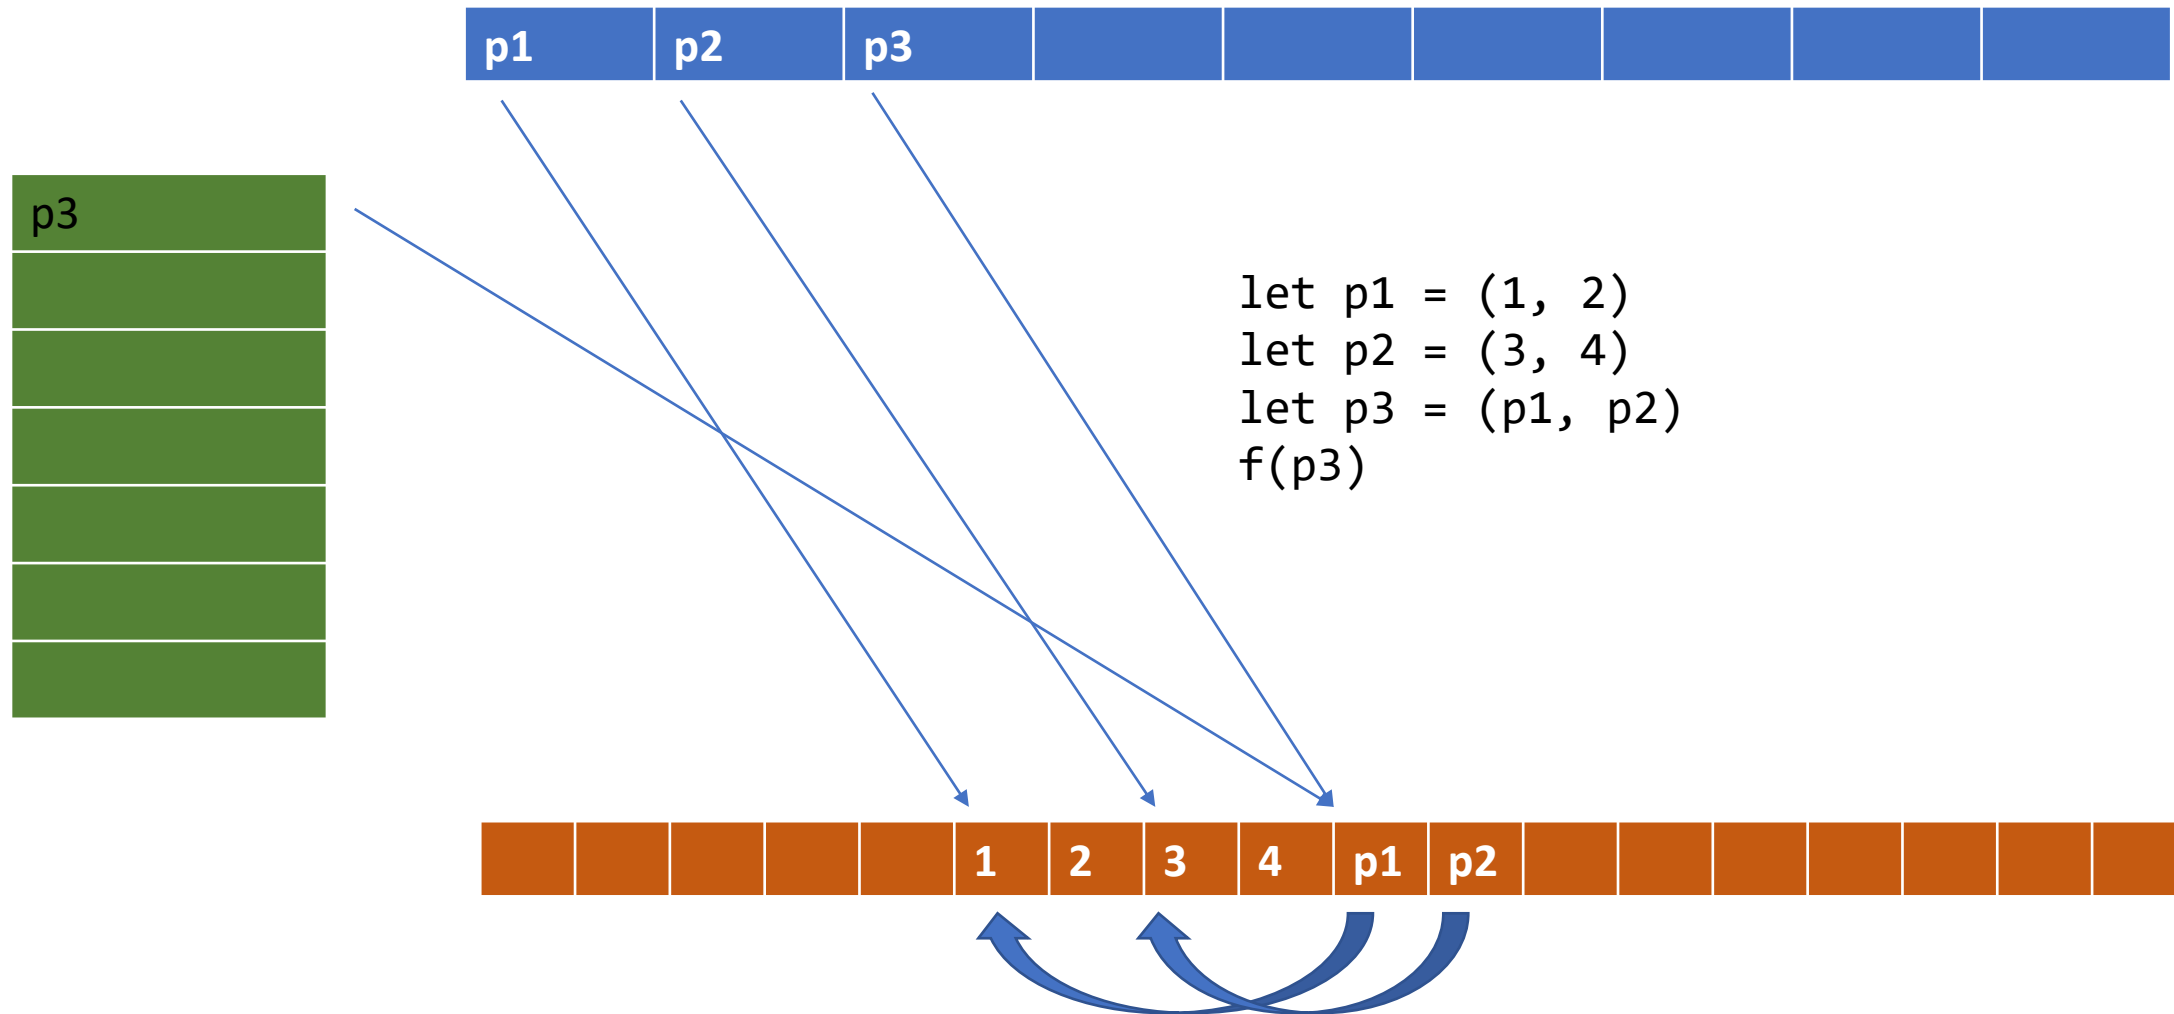 p1 p2 p3
p3
let p1 = (1, 2)
let p2 = (3, 4)
let p3 = (p1, p2)
f(p3)
1 2 3 4 p1 p2